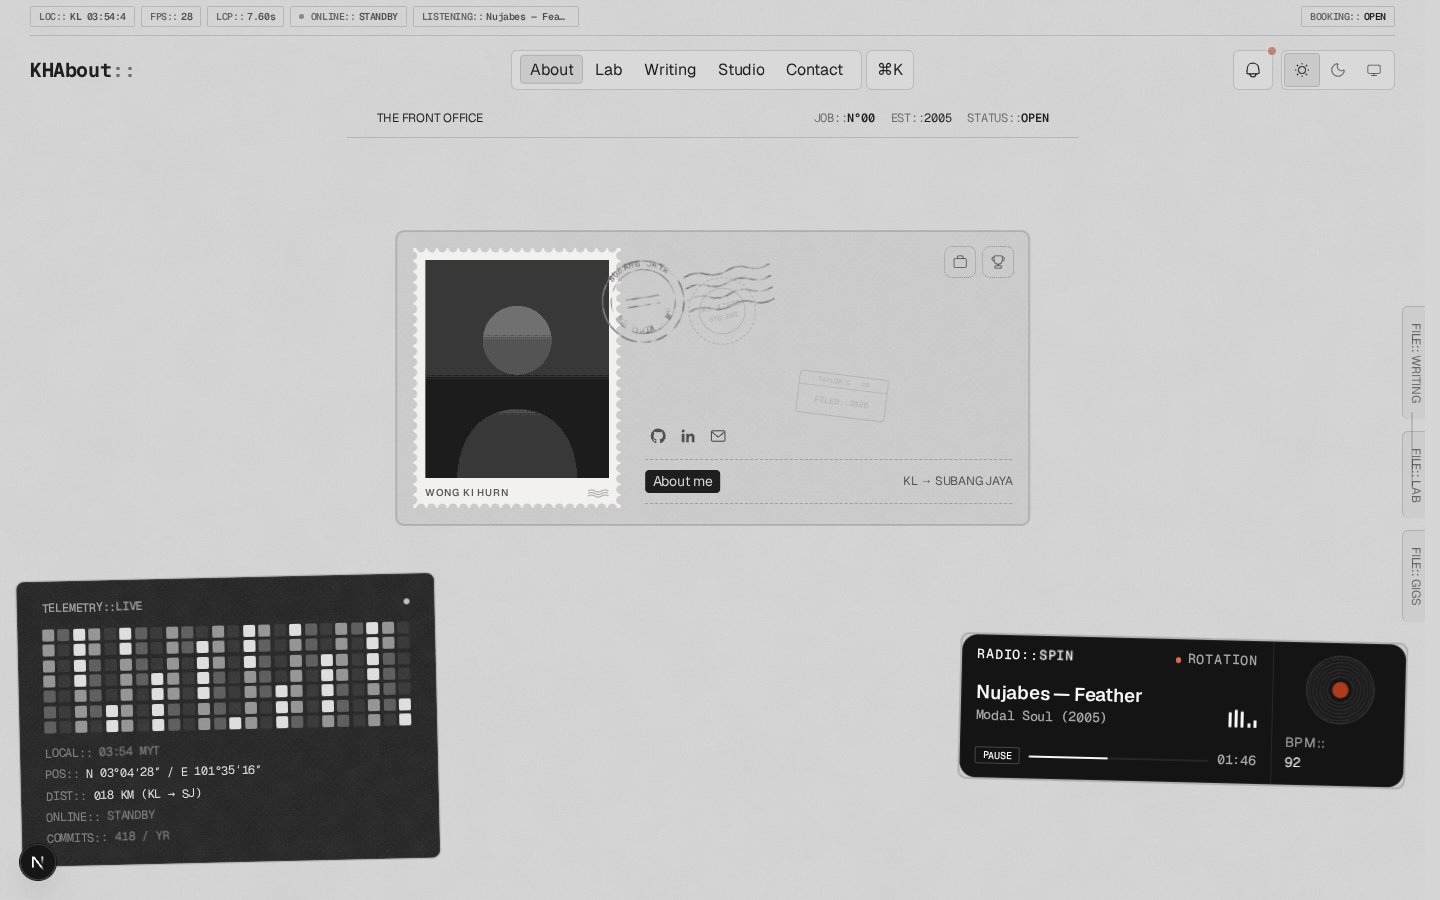 LOC:: KL 03:54:4
FPS:: 28
LCP:: 7.60s
ONLINE:: STANDBY
LISTENING:: Nujabes — Fea…
BOOKING:: OPEN
KHAbout::
About
Lab
Writing
Studio
Contact
⌘K
THE FRONT OFFICE
JOB::N°00
EST::2005
STATUS::OPEN
SUBANG JAYA
TAYLOR'S
FILED::2026
WONG KI HURN
About me
KL → SUBANG JAYA
FILE:: WRITING
FILE:: LAB
FILE:: GIGS
TELEMETRY::LIVE
LOCAL:: 03:54 MYT
POS:: N 03°04'28" / E 101°35'16"
DIST:: 018 KM (KL → SJ)
ONLINE:: STANDBY
COMMITS:: 418 / YR
N
RADIO::SPIN
ROTATION
Nujabes — Feather
Modal Soul (2005)
PAUSE
01:46
BPM::
92